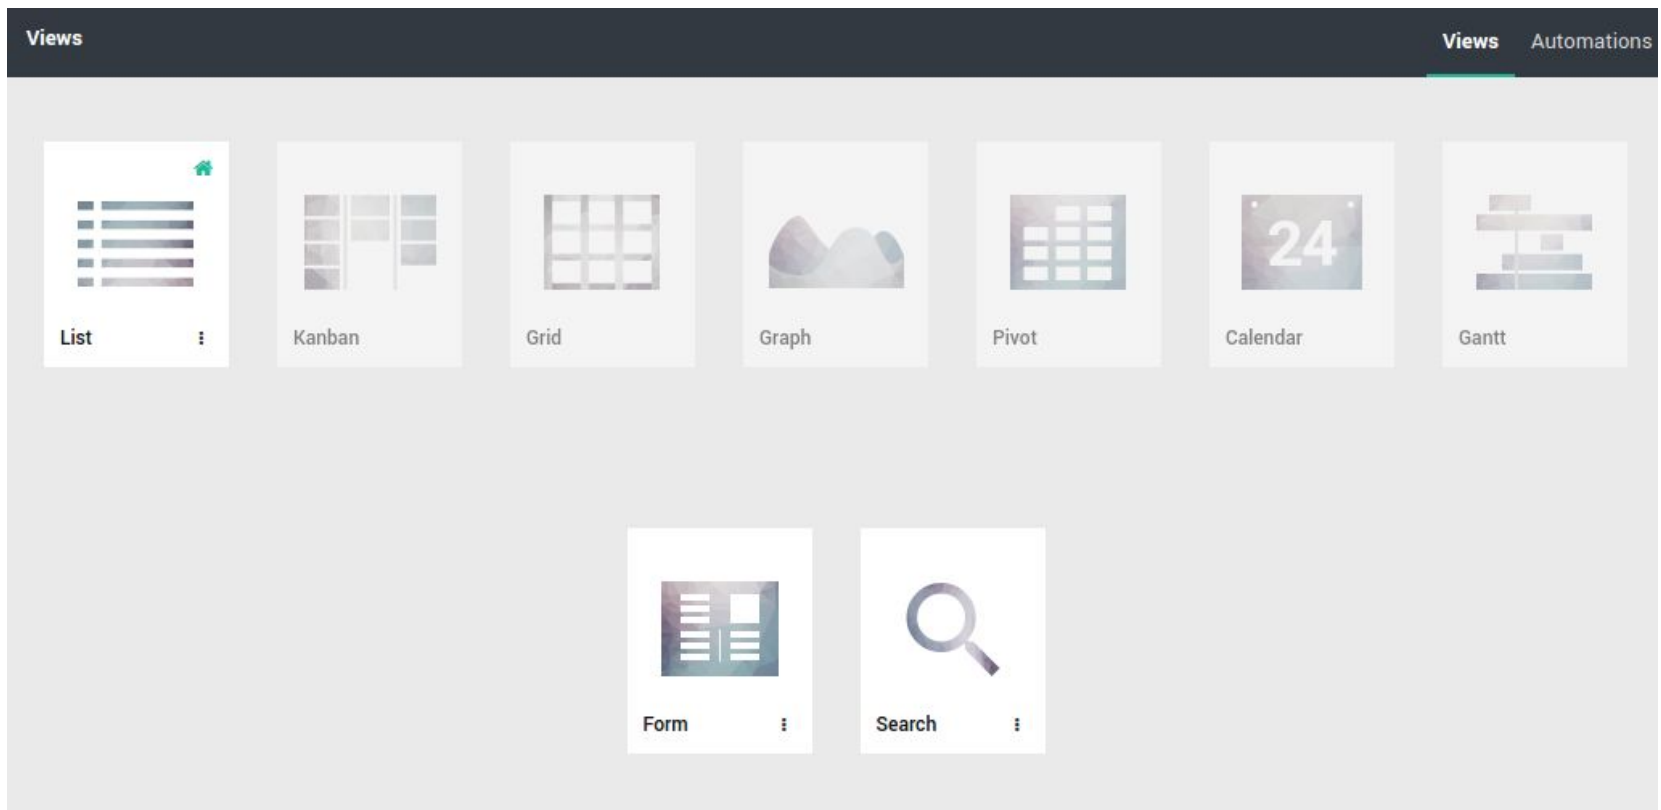 Views
Views Automations
List Kanban Grid Graph Pivot Calendar Gantt
24
Form Search